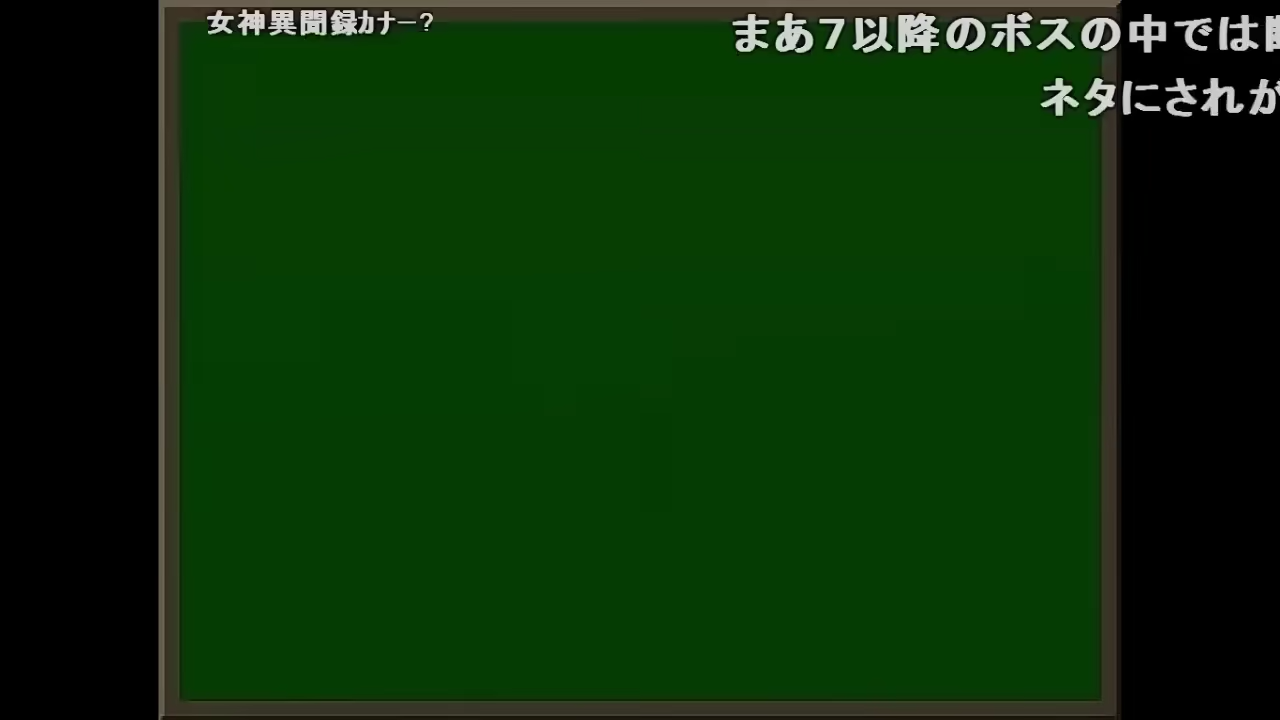 女神異聞録ｶﾅｰ?
まあ7以降のボスの中では
ネタにされが